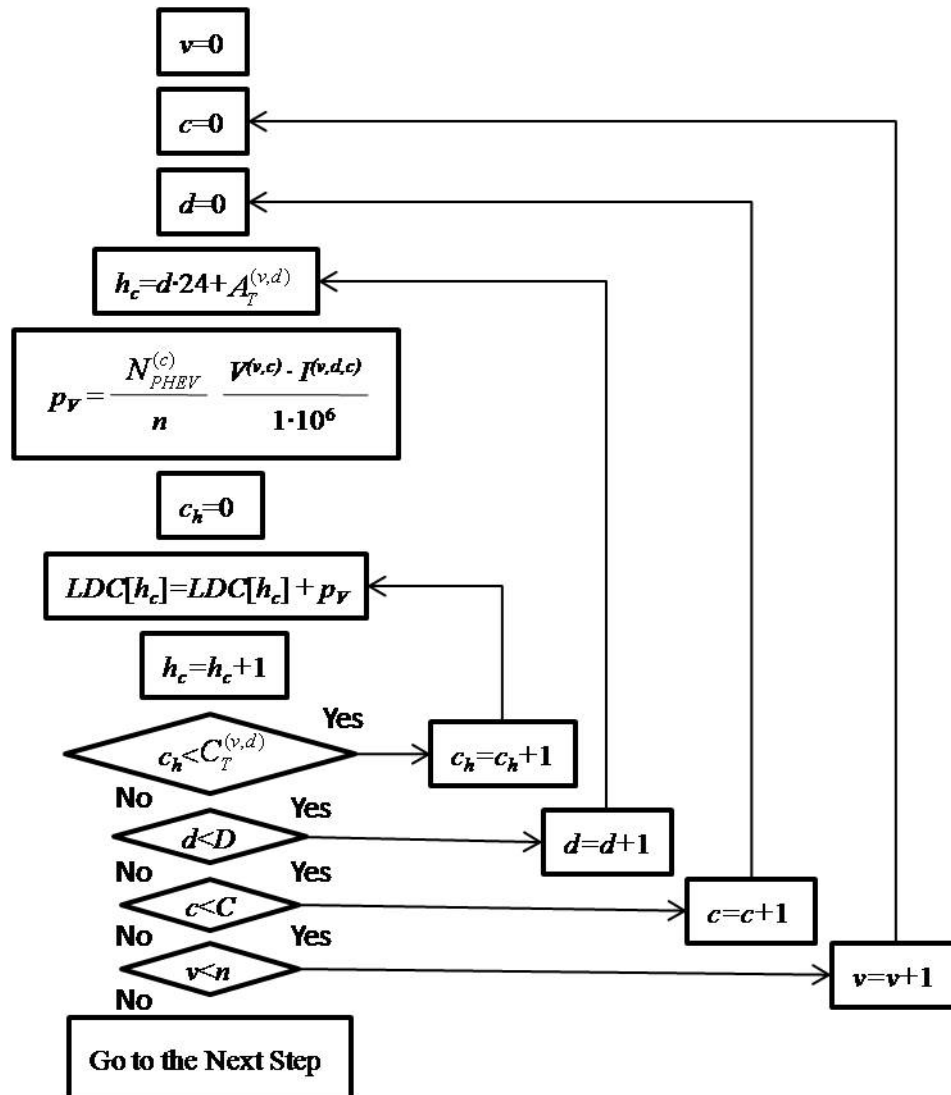 v=0
c=0
d=0
h_c=d·24+A_T^(v,d)
p_V = N_PHEV^(c) / n V^(v,c) · I^(v,d,c) / 1·10^6
c_h=0
LDC[h_c]=LDC[h_c]+p_V
h_c=h_c+1
Yes
c_h<C_T^(v,d)
c_h=c_h+1
No
Yes
d<D
d=d+1
No
Yes
c<C
c=c+1
No
Yes
v<n
v=v+1
No
Go to the Next Step